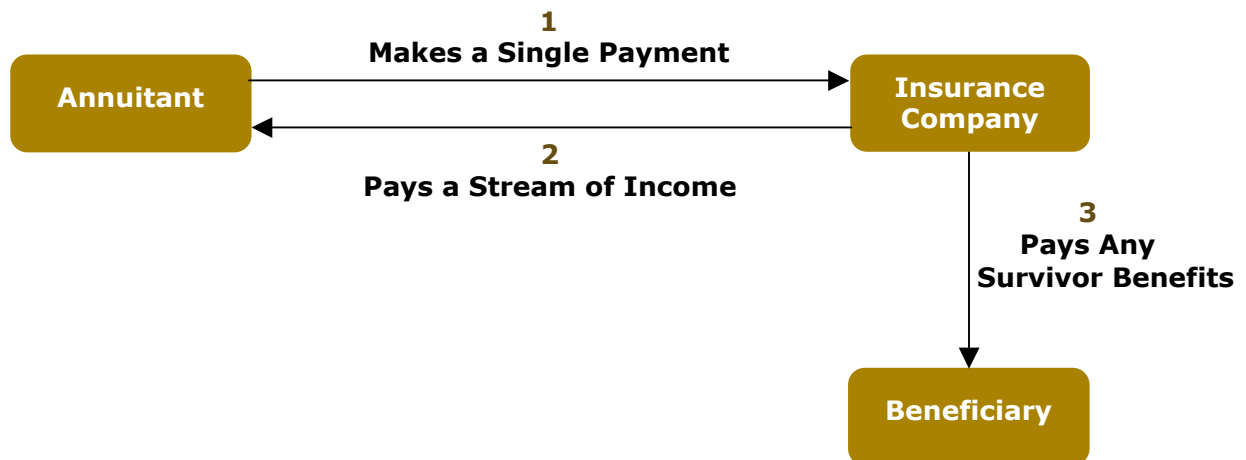 1
Makes a Single Payment
Annuitant
Insurance
Company
2
Pays a Stream of Income
3
Pays Any
Survivor Benefits
Beneficiary